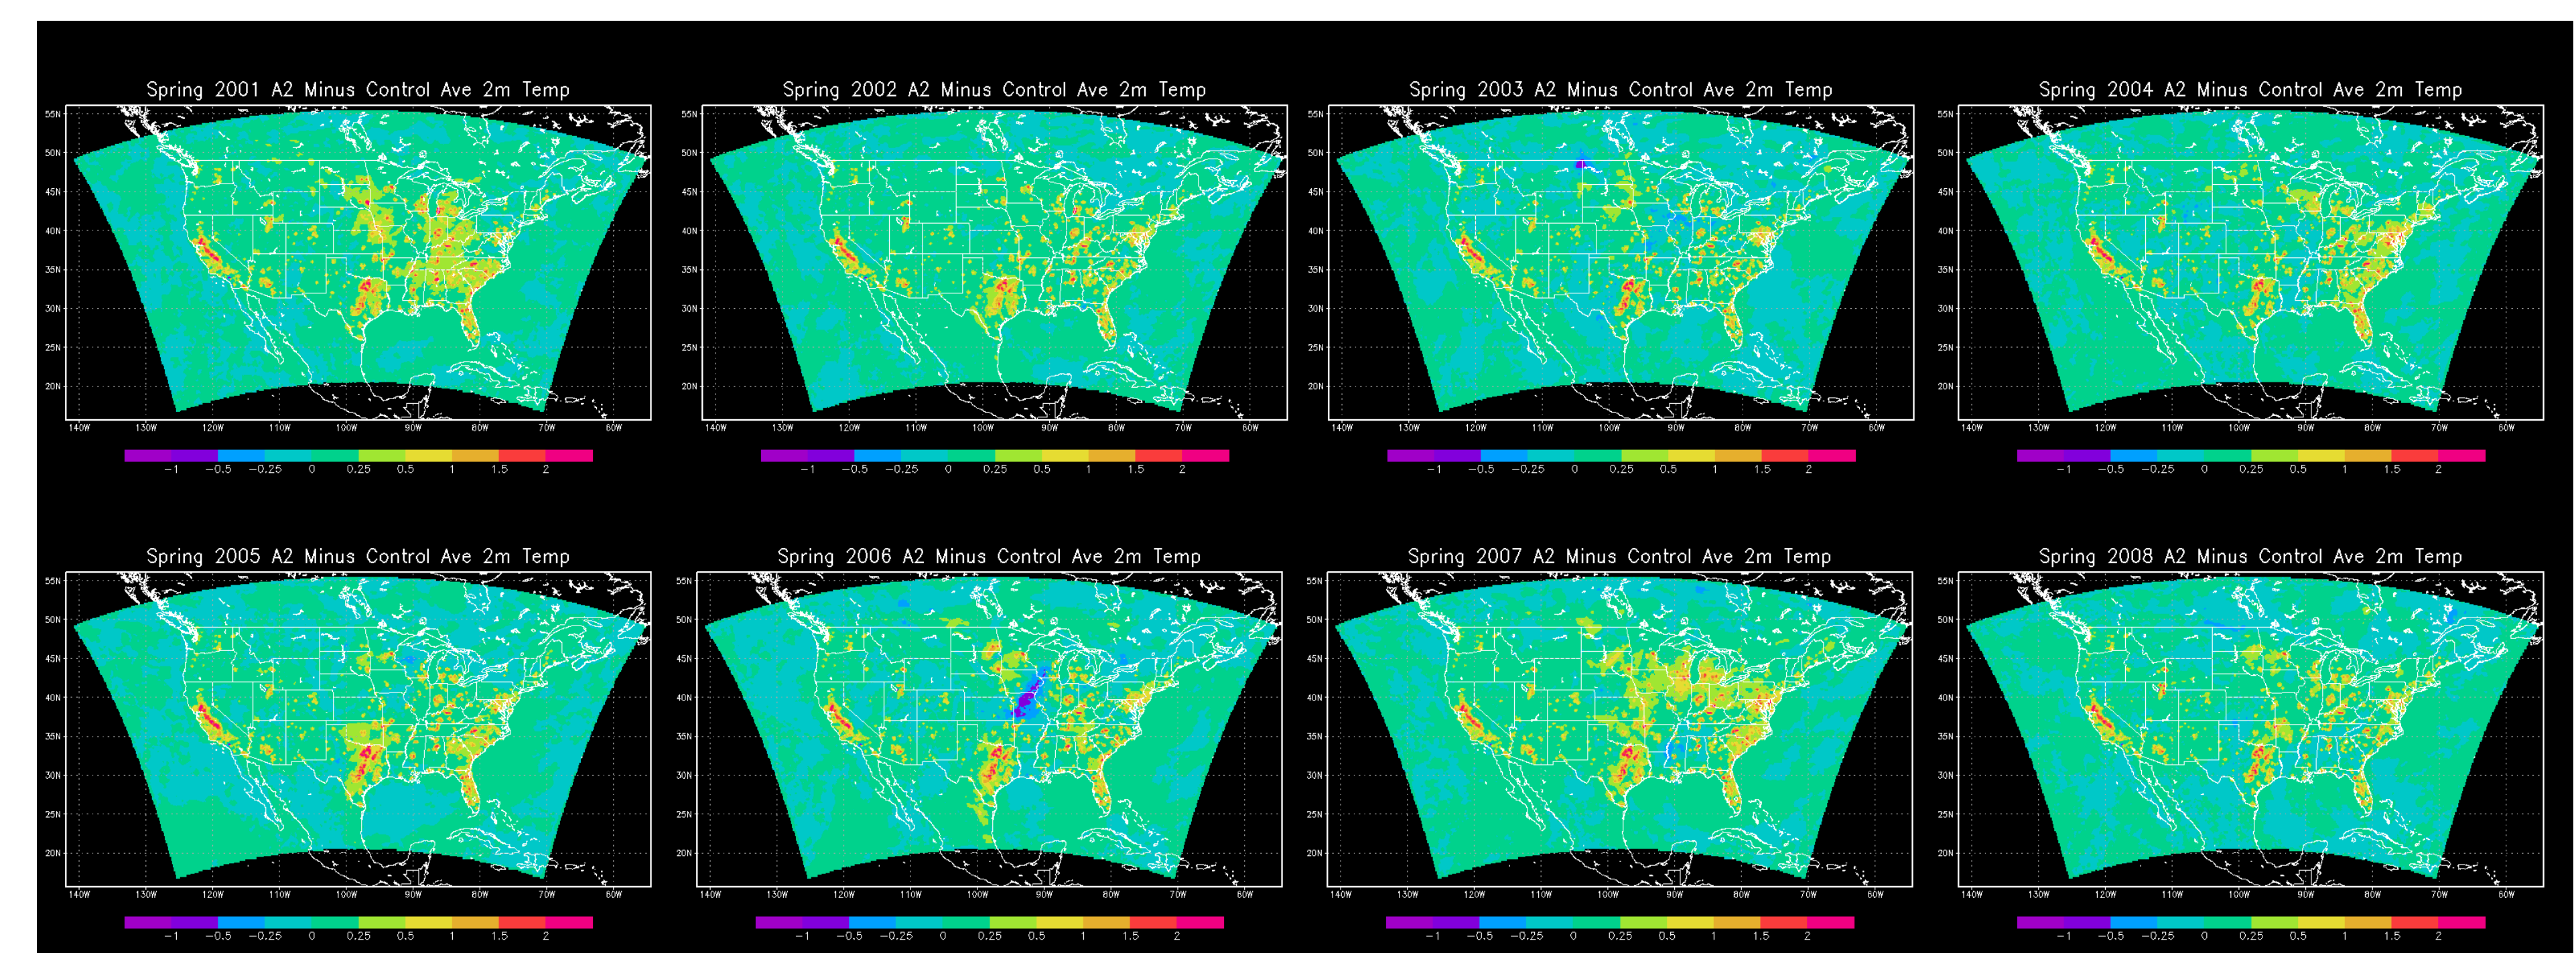 Spring 2001 A2 Minus Control Ave 2m Temp
55N
50N
45N
40N
35N
30N
25N
20N
140W 130W 120W 110W 100W 90W 80W 70W 60W
−1 −0.5 −0.25 0 0.25 0.5 1 1.5 2
Spring 2002 A2 Minus Control Ave 2m Temp
55N
50N
45N
40N
35N
30N
25N
20N
140W 130W 120W 110W 100W 90W 80W 70W 60W
−1 −0.5 −0.25 0 0.25 0.5 1 1.5 2
Spring 2003 A2 Minus Control Ave 2m Temp
55N
50N
45N
40N
35N
30N
25N
20N
140W 130W 120W 110W 100W 90W 80W 70W 60W
−1 −0.5 −0.25 0 0.25 0.5 1 1.5 2
Spring 2004 A2 Minus Control Ave 2m Temp
55N
50N
45N
40N
35N
30N
25N
20N
140W 130W 120W 110W 100W 90W 80W 70W 60W
−1 −0.5 −0.25 0 0.25 0.5 1 1.5 2
Spring 2005 A2 Minus Control Ave 2m Temp
55N
50N
45N
40N
35N
30N
25N
20N
140W 130W 120W 110W 100W 90W 80W 70W 60W
−1 −0.5 −0.25 0 0.25 0.5 1 1.5 2
Spring 2006 A2 Minus Control Ave 2m Temp
55N
50N
45N
40N
35N
30N
25N
20N
140W 130W 120W 110W 100W 90W 80W 70W 60W
−1 −0.5 −0.25 0 0.25 0.5 1 1.5 2
Spring 2007 A2 Minus Control Ave 2m Temp
55N
50N
45N
40N
35N
30N
25N
20N
140W 130W 120W 110W 100W 90W 80W 70W 60W
−1 −0.5 −0.25 0 0.25 0.5 1 1.5 2
Spring 2008 A2 Minus Control Ave 2m Temp
55N
50N
45N
40N
35N
30N
25N
20N
140W 130W 120W 110W 100W 90W 80W 70W 60W
−1 −0.5 −0.25 0 0.25 0.5 1 1.5 2